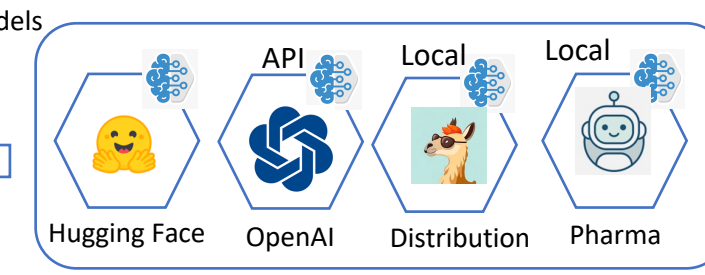 dels
API
Local
Local
Hugging Face
OpenAI
Distribution
Pharma